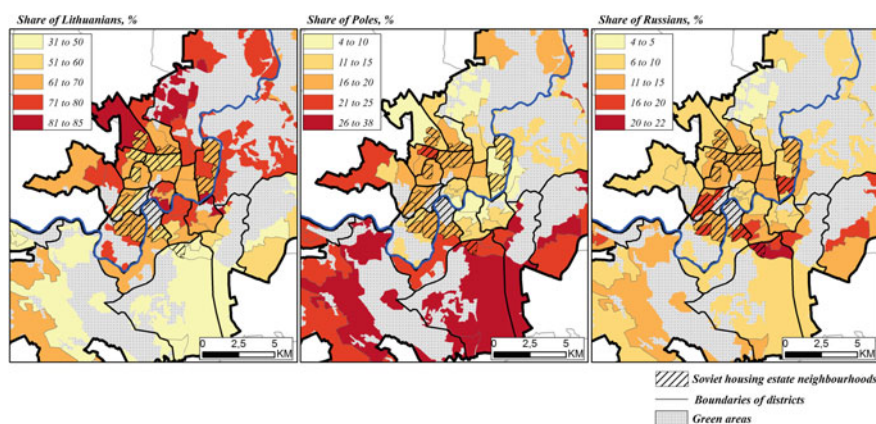 Share of Lithuanians, %
31 to 50
51 to 60
61 to 70
71 to 80
81 to 85
0 2,5 5
KM
Share of Poles, %
4 to 10
11 to 15
16 to 20
21 to 25
26 to 38
0 2,5 5
KM
Share of Russians, %
4 to 5
6 to 10
11 to 15
16 to 20
20 to 22
0 2,5 5
KM
Soviet housing estate neighbourhoods
Boundaries of districts
Green areas